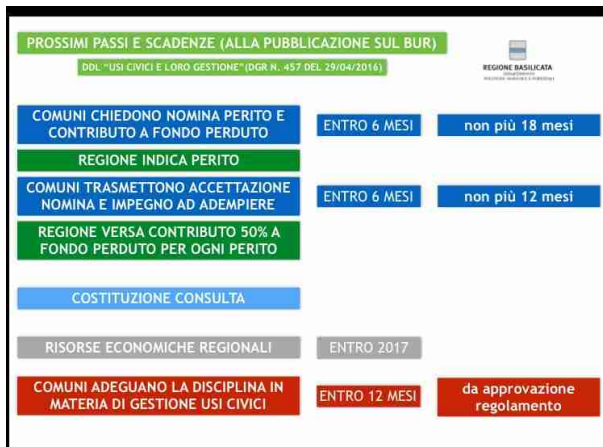 PROSSIMI PASSI E SCADENZE (ALLA PUBBLICAZIONE SUL BUR)
DDL "USI CIVICI E LORO GESTIONE"(DGR N. 457 DEL 29/04/2016)
REGIONE BASILICATA
COMUNI CHIEDONO NOMINA PERITO E
CONTRIBUTO A FONDO PERDUTO
ENTRO 6 MESI
non più 18 mesi
REGIONE INDICA PERITO
COMUNI TRASMETTONO ACCETTAZIONE
NOMINA E IMPEGNO AD ADEMPIERE
ENTRO 6 MESI
non più 12 mesi
REGIONE VERSA CONTRIBUTO 50% A
FONDO PERDUTO PER OGNI PERITO
COSTITUZIONE CONSULTA
RISORSE ECONOMICHE REGIONALI
ENTRO 2017
COMUNI ADEGUANO LA DISCIPLINA IN
MATERIA DI GESTIONE USI CIVICI
ENTRO 12 MESI
da approvazione
regolamento